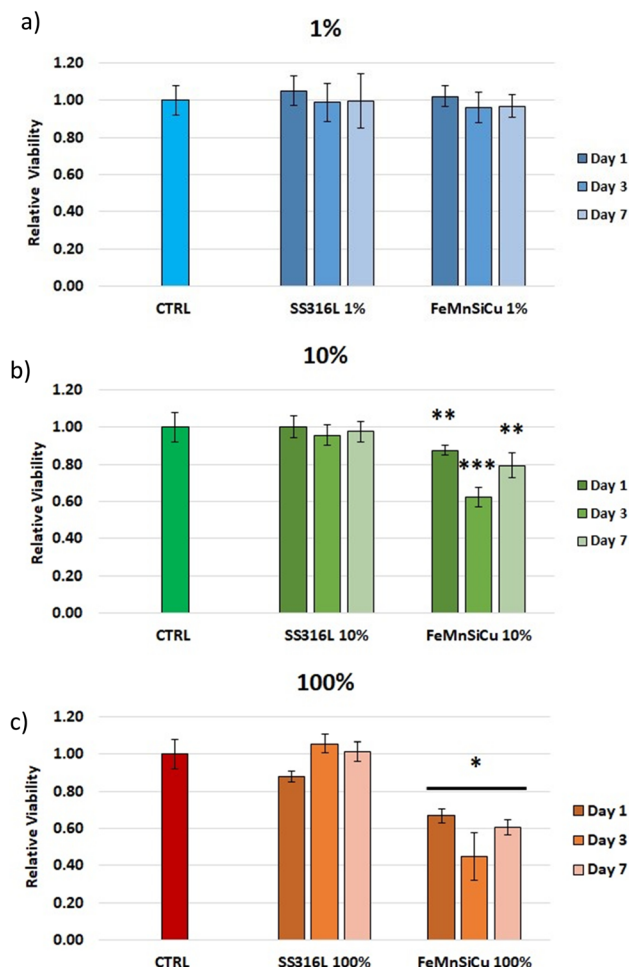 a)
1%
1.20
1.00
0.80
0.60
0.40
0.20
0.00
Relative Viability
CTRL
SS316L 1%
FeMnSiCu 1%
Day 1
Day 3
Day 7
b)
10%
1.20
1.00
0.80
0.60
0.40
0.20
0.00
Relative Viability
**
***
**
CTRL
SS316L 10%
FeMnSiCu 10%
Day 1
Day 3
Day 7
c)
100%
1.20
1.00
0.80
0.60
0.40
0.20
0.00
Relative Viability
*
CTRL
SS316L 100%
FeMnSiCu 100%
Day 1
Day 3
Day 7